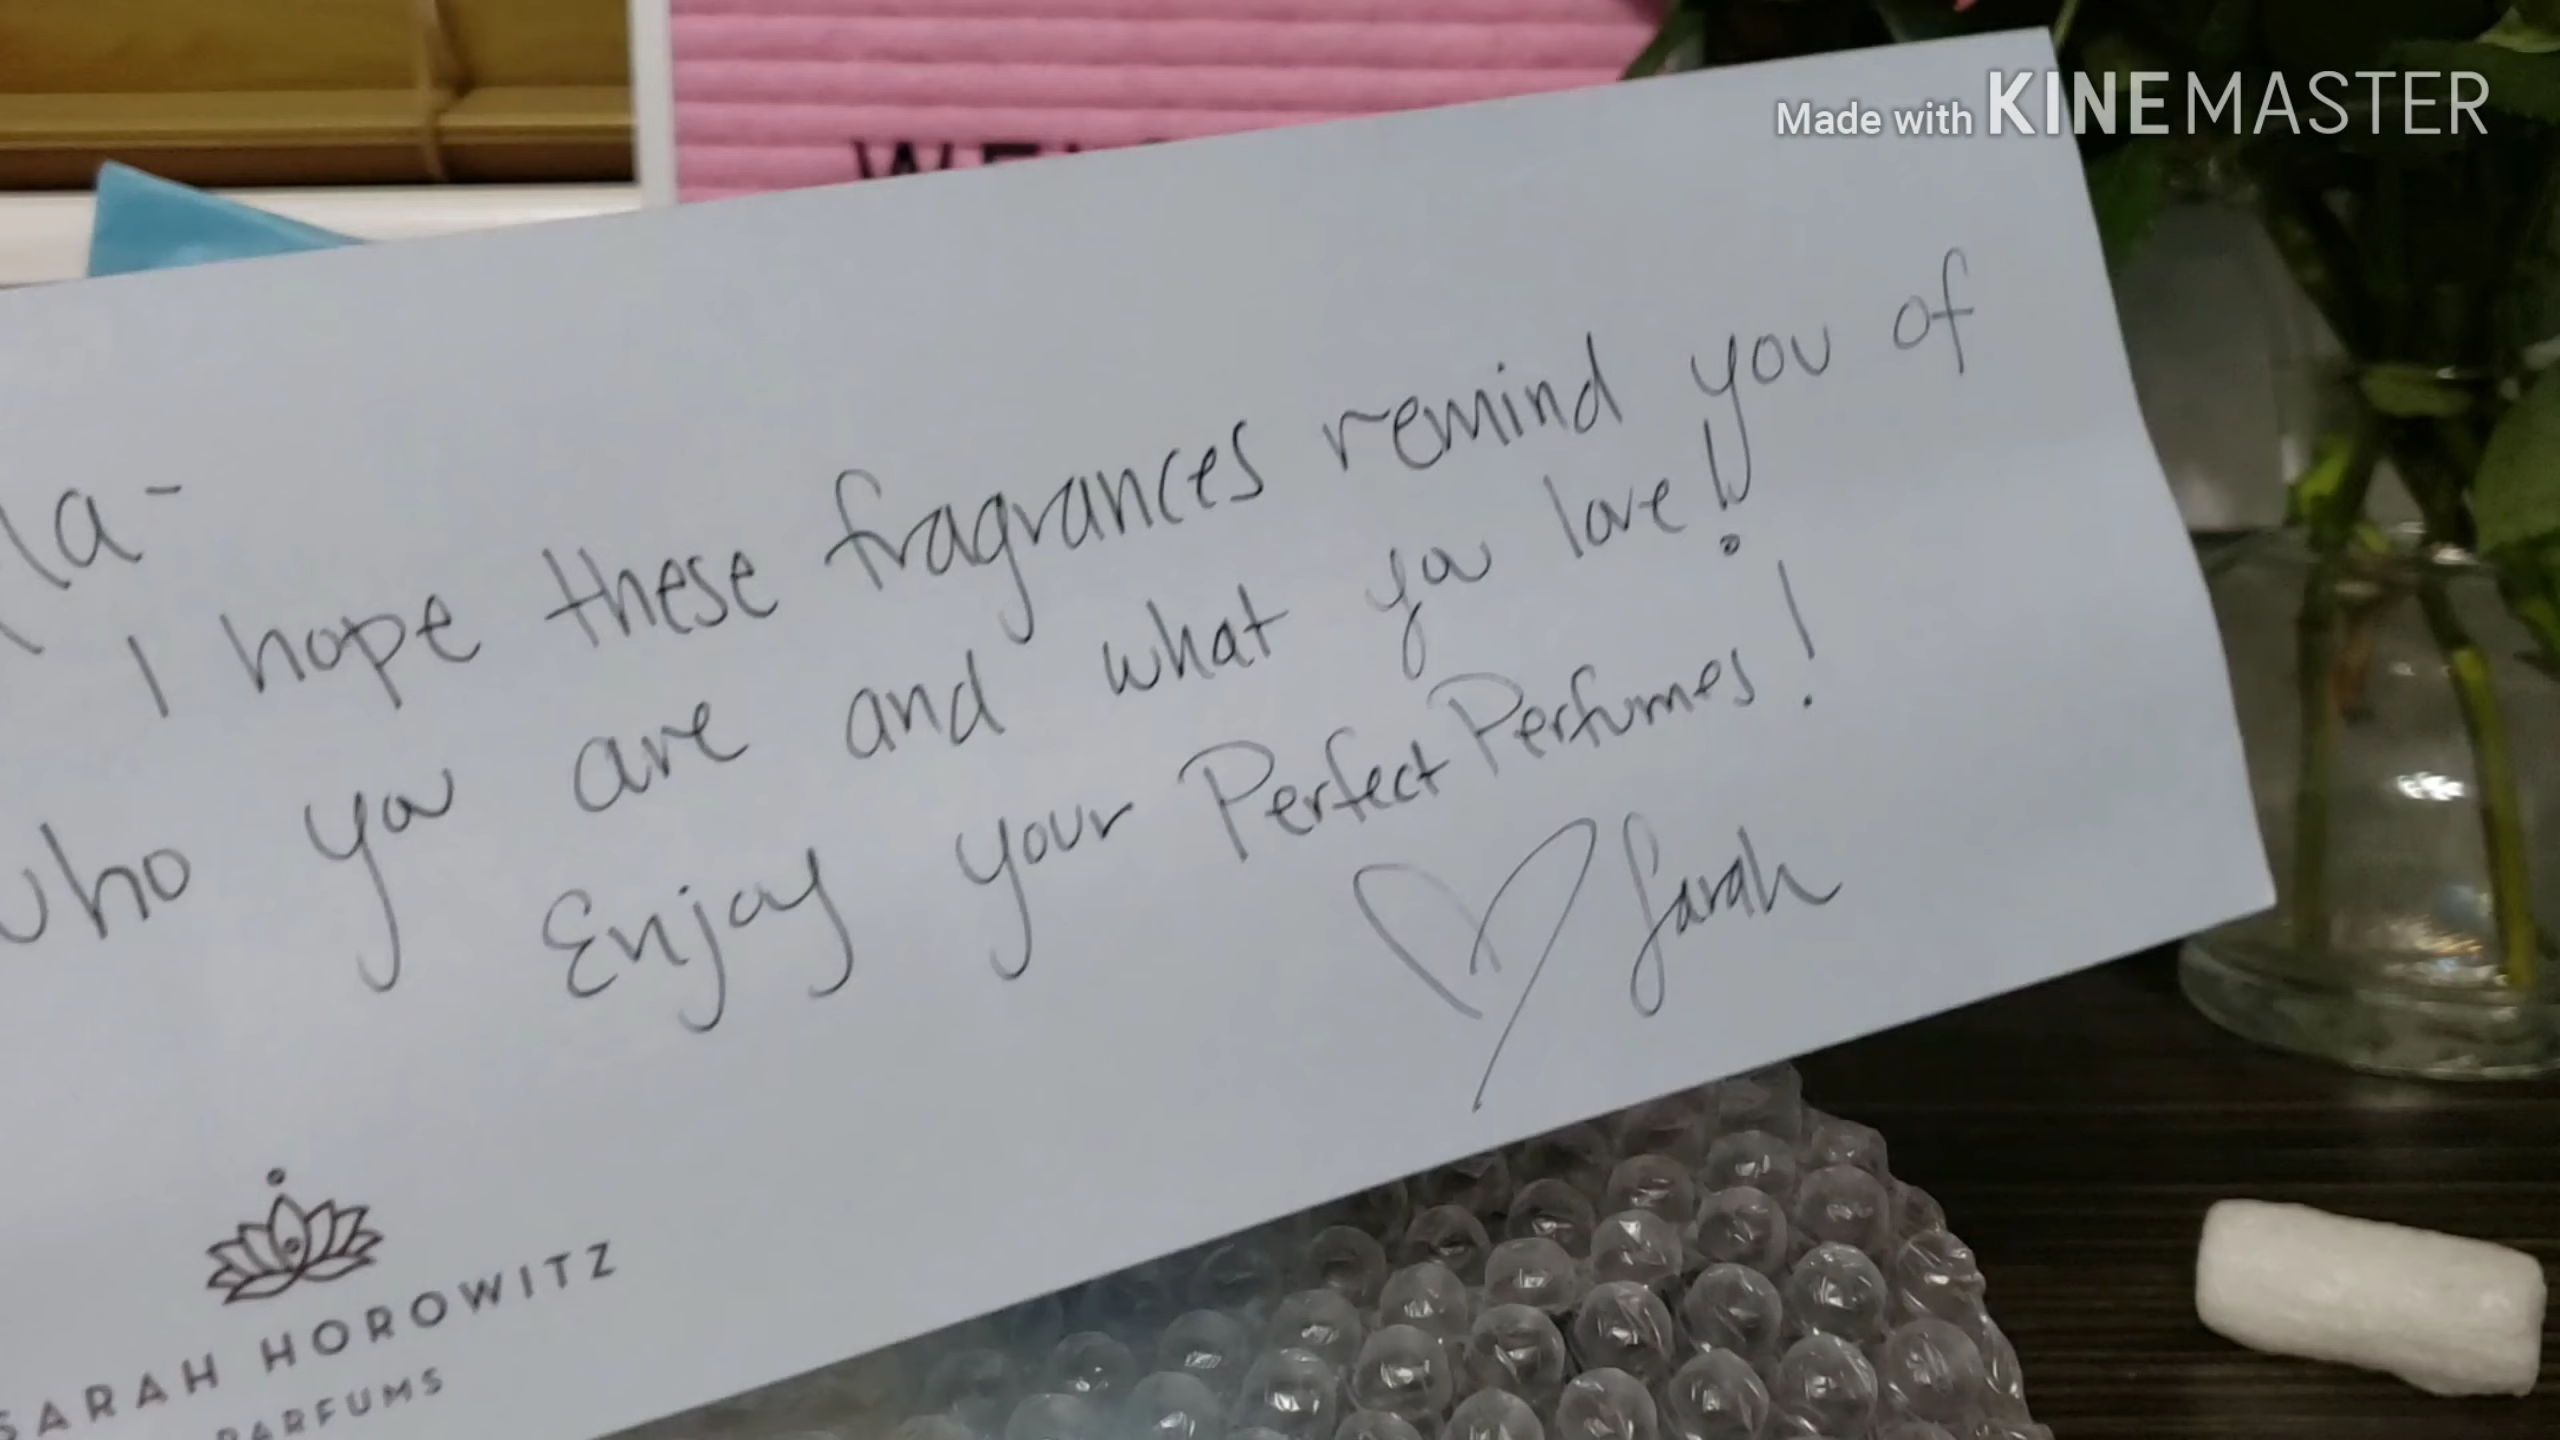 Made with KINEMASTER
la-
I hope these fragrances remind you of
who you are and what you love!
Enjoy your Perfect Perfumes!
♡ Sarah
SARAH HOROWITZ
PARFUMS